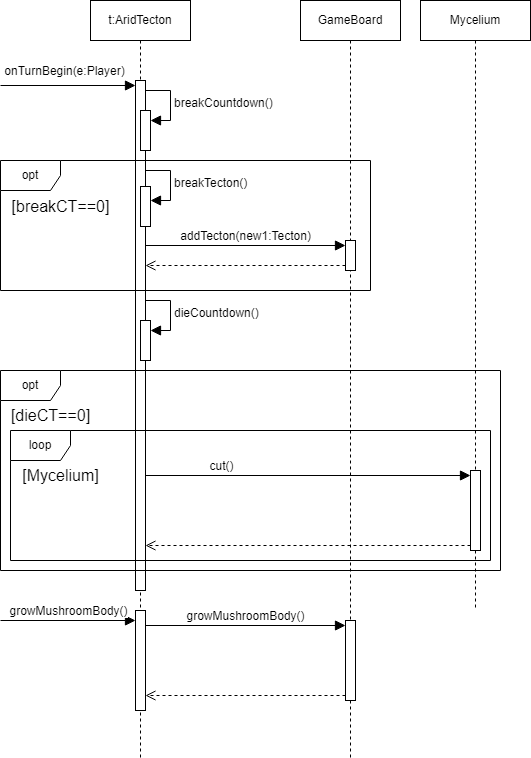 t:AridTecton
GameBoard
Mycelium
onTurnBegin(e:Player)
breakCountdown()
opt
breakTecton()
[breakCT==0]
addTecton(new1:Tecton)
dieCountdown()
opt
[dieCT==0]
loop
cut()
[Mycelium]
growMushroomBody()
growMushroomBody()